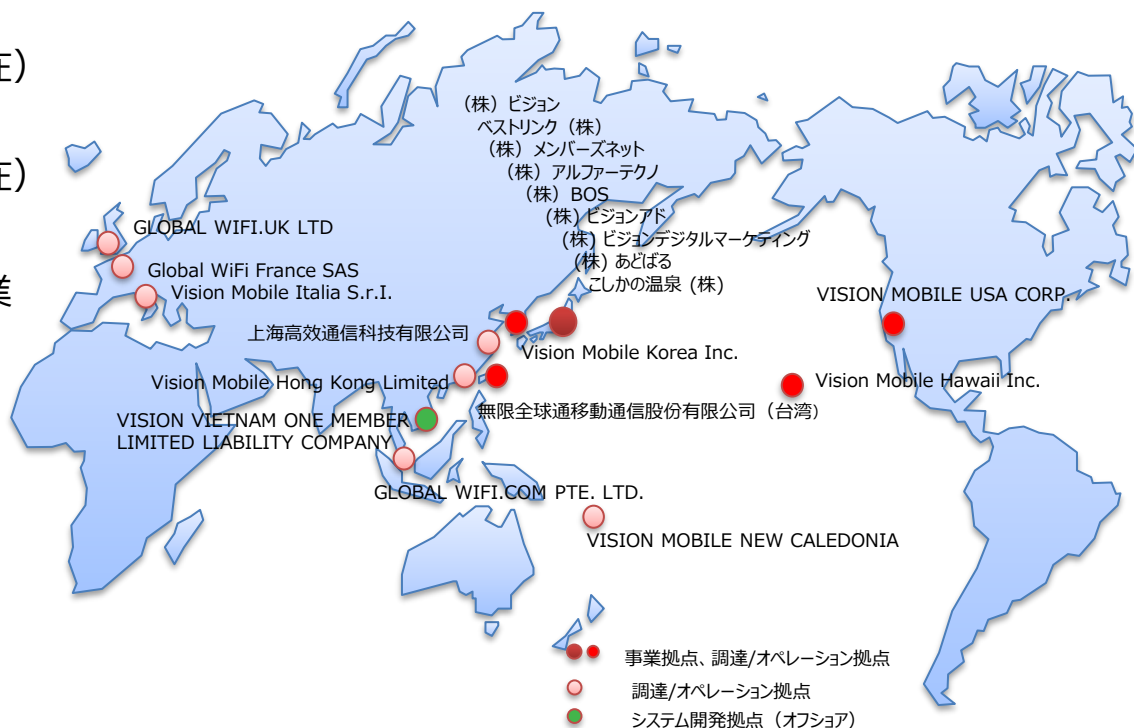 在)
在)
業
(株) ビジョン
ベストリンク (株)
(株) メンバーズネット
(株) アルファーテクノ
(株) BOS
(株) ビジョンアド
(株) ビジョンデジタルマーケティング
(株) あどばる
こしかの温泉 (株)
GLOBAL WIFI.UK LTD
Global WiFi France SAS
Vision Mobile Italia S.r.I.
上海高效通信科技有限公司
Vision Mobile Korea Inc.
VISION MOBILE USA CORP.
Vision Mobile Hong Kong Limited
Vision Mobile Hawaii Inc.
無限全球通移動通信股份有限公司（台湾）
VISION VIETNAM ONE MEMBER
LIMITED LIABILITY COMPANY
GLOBAL WIFI.COM PTE. LTD.
VISION MOBILE NEW CALEDONIA
事業拠点、調達/オペレーション拠点
調達/オペレーション拠点
システム開発拠点（オフショア）